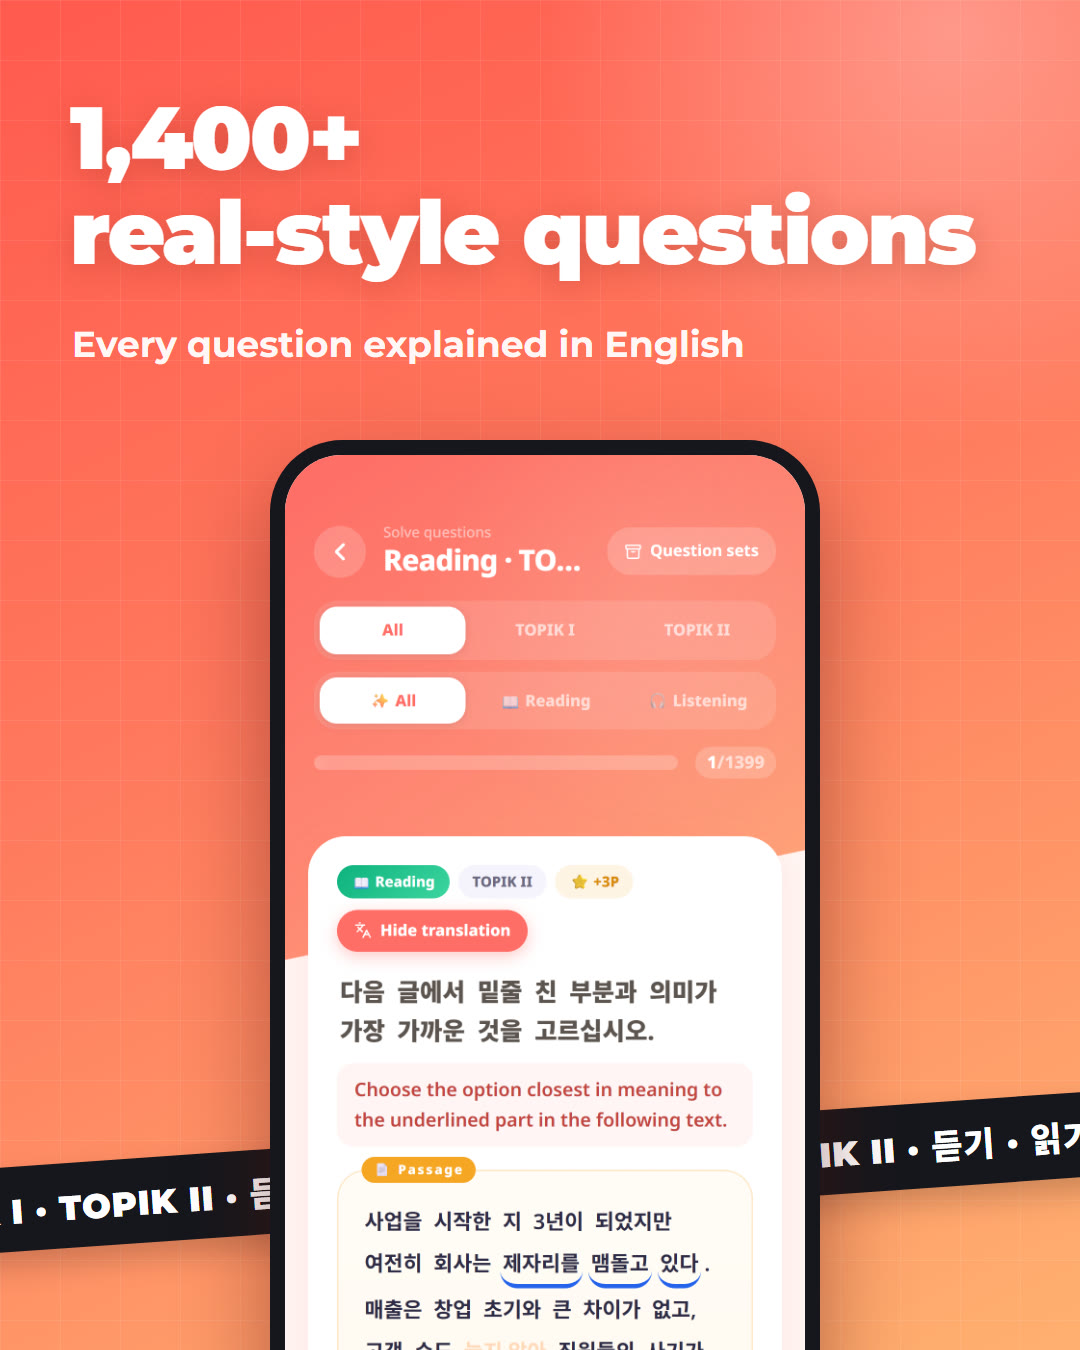 1,400+
real-style questions
Every question explained in English
Solve questions
Reading · TO...
Question sets
All
TOPIK I
TOPIK II
All
Reading
Listening
1/1399
Reading
TOPIK II
+3P
Hide translation
다음 글에서 밑줄 친 부분과 의미가
가장 가까운 것을 고르십시오.
Choose the option closest in meaning to
the underlined part in the following text.
Passage
사업을 시작한 지 3년이 되었지만
여전히 회사는 제자리를 맴돌고 있다.
매출은 창업 초기와 큰 차이가 없고,
I • TOPIK II •
IK II • 듣기 •